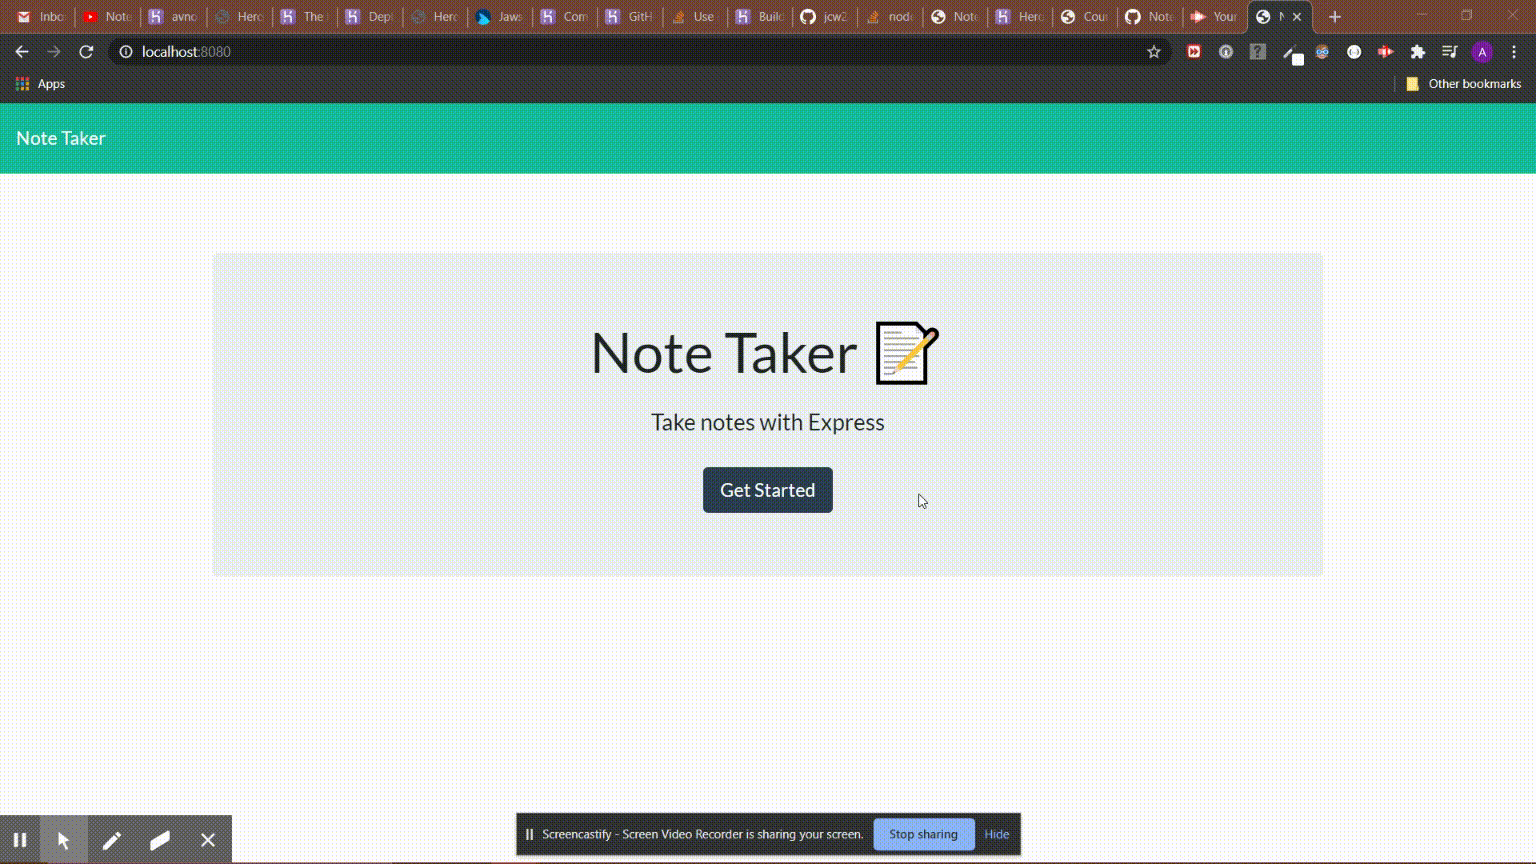 Inbo Note avno Hero The Depl Hero Jaws Com GitH Use Build jcw2 node Note Hero Cour Note Your N
localhost:8080
Apps
Other bookmarks
Note Taker
Note Taker
Take notes with Express
Get Started
Screencastify - Screen Video Recorder is sharing your screen.
Stop sharing
Hide